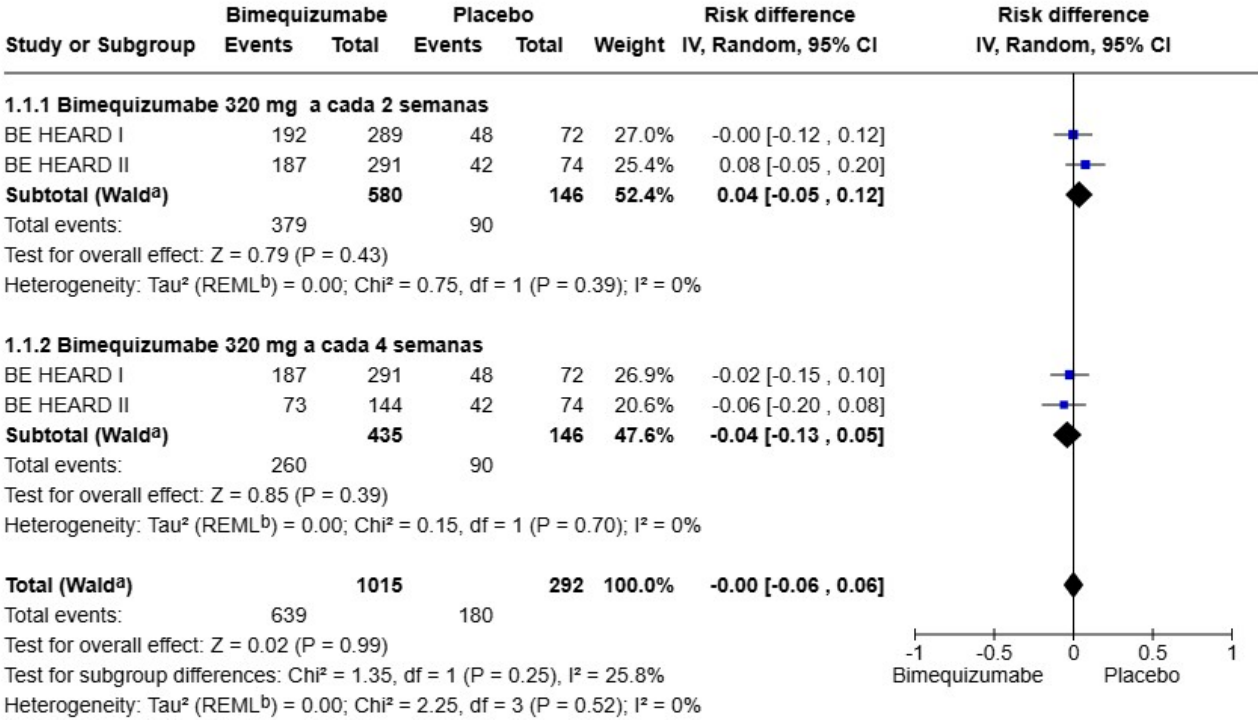 Bimequizumabe Placebo Risk difference Risk difference
Study or Subgroup Events Total Events Total Weight IV, Random, 95% CI IV, Random, 95% CI
1.1.1 Bimequizumabe 320 mg a cada 2 semanas
BE HEARD I 192 289 48 72 27.0% -0.00 [-0.12 , 0.12]
BE HEARD II 187 291 42 74 25.4% 0.08 [-0.05 , 0.20]
Subtotal (Waldᵃ) 580 146 52.4% 0.04 [-0.05 , 0.12]
Total events: 379 90
Test for overall effect: Z = 0.79 (P = 0.43)
Heterogeneity: Tau² (REMLᵇ) = 0.00; Chi² = 0.75, df = 1 (P = 0.39); I² = 0%
1.1.2 Bimequizumabe 320 mg a cada 4 semanas
BE HEARD I 187 291 48 72 26.9% -0.02 [-0.15 , 0.10]
BE HEARD II 73 144 42 74 20.6% -0.06 [-0.20 , 0.08]
Subtotal (Waldᵃ) 435 146 47.6% -0.04 [-0.13 , 0.05]
Total events: 260 90
Test for overall effect: Z = 0.85 (P = 0.39)
Heterogeneity: Tau² (REMLᵇ) = 0.00; Chi² = 0.15, df = 1 (P = 0.70); I² = 0%
Total (Waldᵃ) 1015 292 100.0% -0.00 [-0.06 , 0.06]
Total events: 639 180
Test for overall effect: Z = 0.02 (P = 0.99)
Test for subgroup differences: Chi² = 1.35, df = 1 (P = 0.25), I² = 25.8%
Heterogeneity: Tau² (REMLᵇ) = 0.00; Chi² = 2.25, df = 3 (P = 0.52); I² = 0%
-1 -0.5 0 0.5 1
Bimequizumabe Placebo